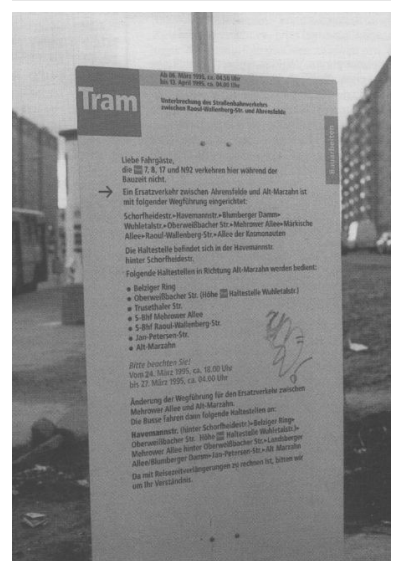 Ab 06. März 1995, ca. 04.30 Uhr
bis 12. April 1995, ca. 04.00 Uhr
Tram
Unterbrechung des Straßenbahnverkehrs
zwischen Raoul-Wallenberg-Str. und Ahrensfelde
Bauarbeiten
Liebe Fahrgäste,
die Tram 7, 8, 17 und N92 verkehren hier während der
Bauzeit nicht.
→ Ein Ersatzverkehr zwischen Ahrensfelde und Alt-Marzahn ist
mit folgender Wegführung eingerichtet:
Schorfheidestr.▸Havemannstr.▸Blumberger Damm▸
Wuhletalstr.▸Oberweißbacher Str.▸Mehrower Allee▸Märkische
Allee▸Raoul-Wallenberg-Str.▸Allee der Kosmonauten
Die Haltestelle befindet sich in der Havemannstr.
hinter Schorfheidestr.
Folgende Haltestellen in Richtung Alt-Marzahn werden bedient:
• Belziger Ring
• Oberweißbacher Str. (Höhe Tram Haltestelle Wuhletalstr.)
• Trusethaler Str.
• S-Bhf Mehrower Allee
• S-Bhf Raoul-Wallenberg-Str.
• Jan-Petersen-Str.
• Alt-Marzahn
Bitte beachten Sie!
Vom 24. März 1995, ca. 18.00 Uhr
bis 27. März 1995, ca. 04.00 Uhr
Änderung der Wegführung für den Ersatzverkehr zwischen
Mehrower Allee und Alt-Marzahn.
Die Busse fahren dann folgende Haltestellen an:
Havemannstr. (hinter Schorfheidestr.)▸Belziger Ring▸
Oberweißbacher Str. Höhe Tram Haltestelle Wuhletalstr.)▸
Mehrower Allee hinter Oberweißbacher Str.▸Landsberger
Allee/Blumberger Damm▸Jan-Petersen-Str.▸Alt Marzahn
Da mit Reisezeitverlängerungen zu rechnen ist, bitten wir
um Ihr Verständnis.